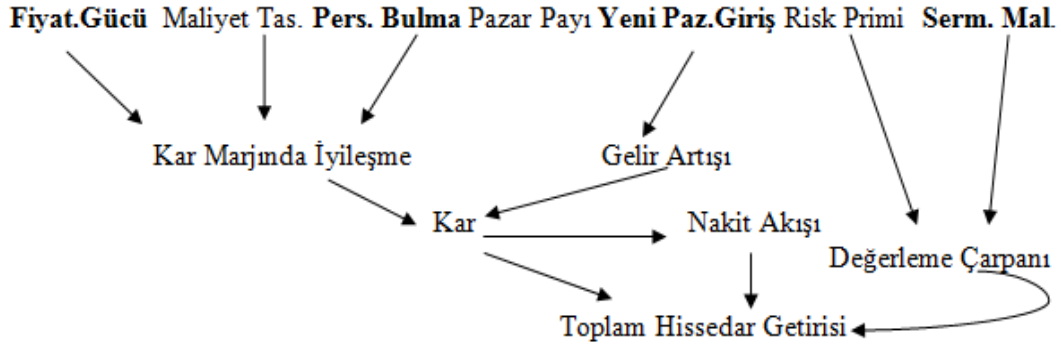 Fiyat.Gücü Maliyet Tas. Pers. Bulma Pazar Payı Yeni Paz.Giriş Risk Primi Serm. Mal.
Kar Marjında İyileşme Gelir Artışı
Kar Nakit Akışı
Değerleme Çarpanı
Toplam Hissedar Getirisi